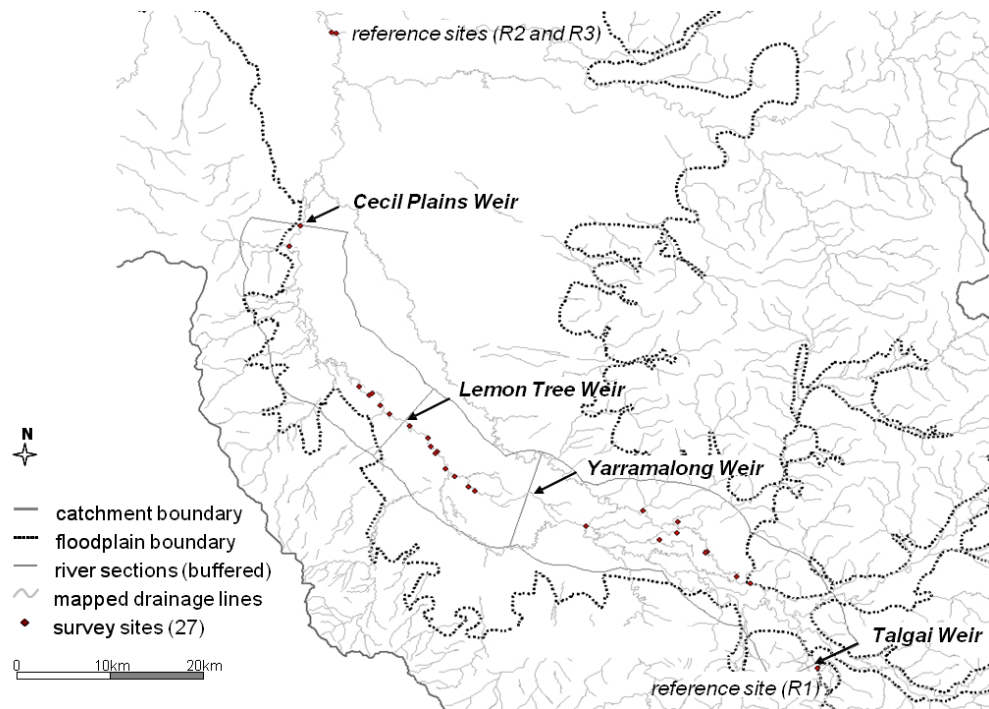 reference sites (R2 and R3)
Cecil Plains Weir
Lemon Tree Weir
Yarramalong Weir
N
catchment boundary
floodplain boundary
river sections (buffered)
mapped drainage lines
survey sites (27)
0 10km 20km
Talgai Weir
reference site (R1)